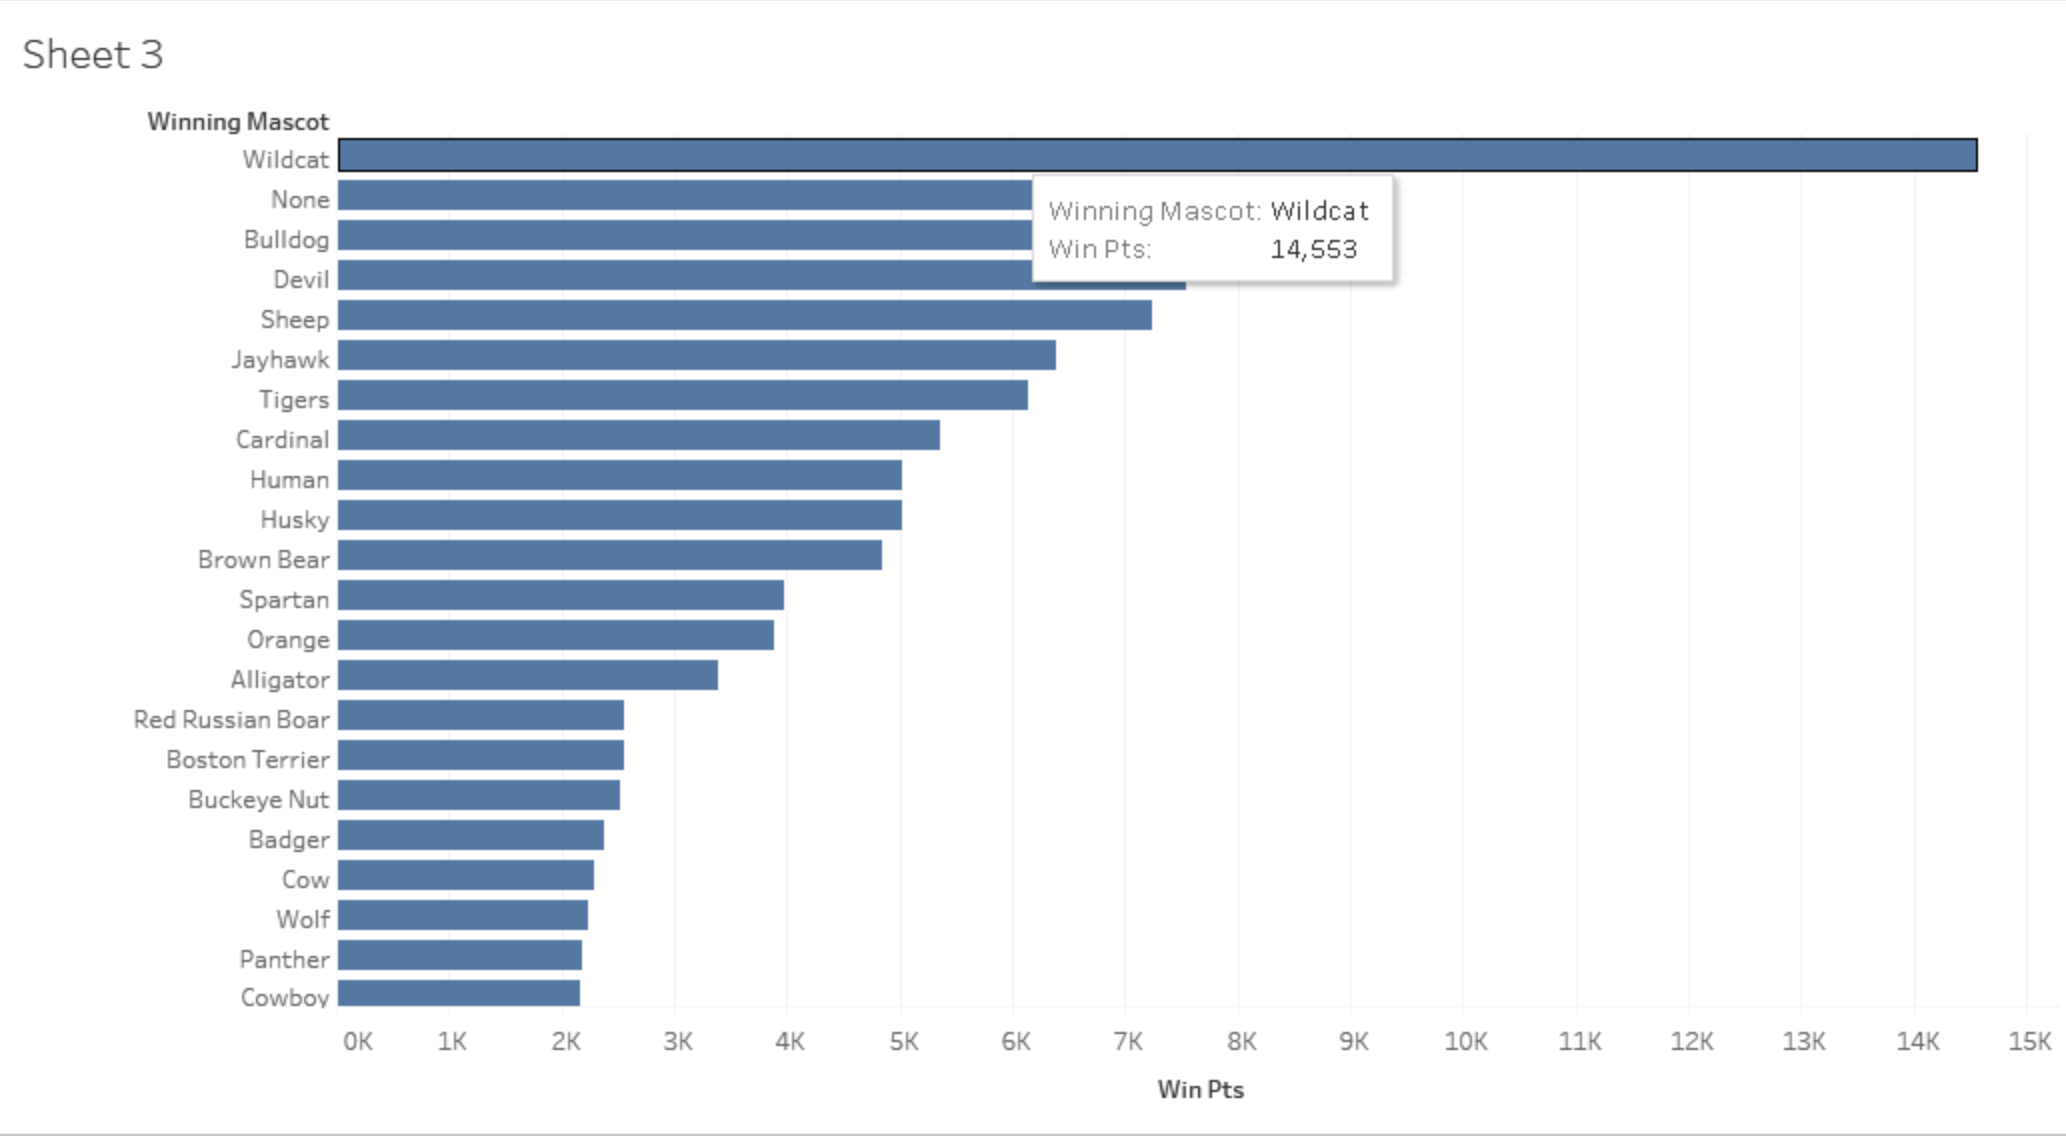 Sheet 3
Winning Mascot
Wildcat
None
Winning Mascot: Wildcat
Bulldog
Win Pts: 14,553
Devil
Sheep
Jayhawk
Tigers
Cardinal
Human
Husky
Brown Bear
Spartan
Orange
Alligator
Red Russian Boar
Boston Terrier
Buckeye Nut
Badger
Cow
Wolf
Panther
Cowboy
0K 1K 2K 3K 4K 5K 6K 7K 8K 9K 10K 11K 12K 13K 14K 15K
Win Pts